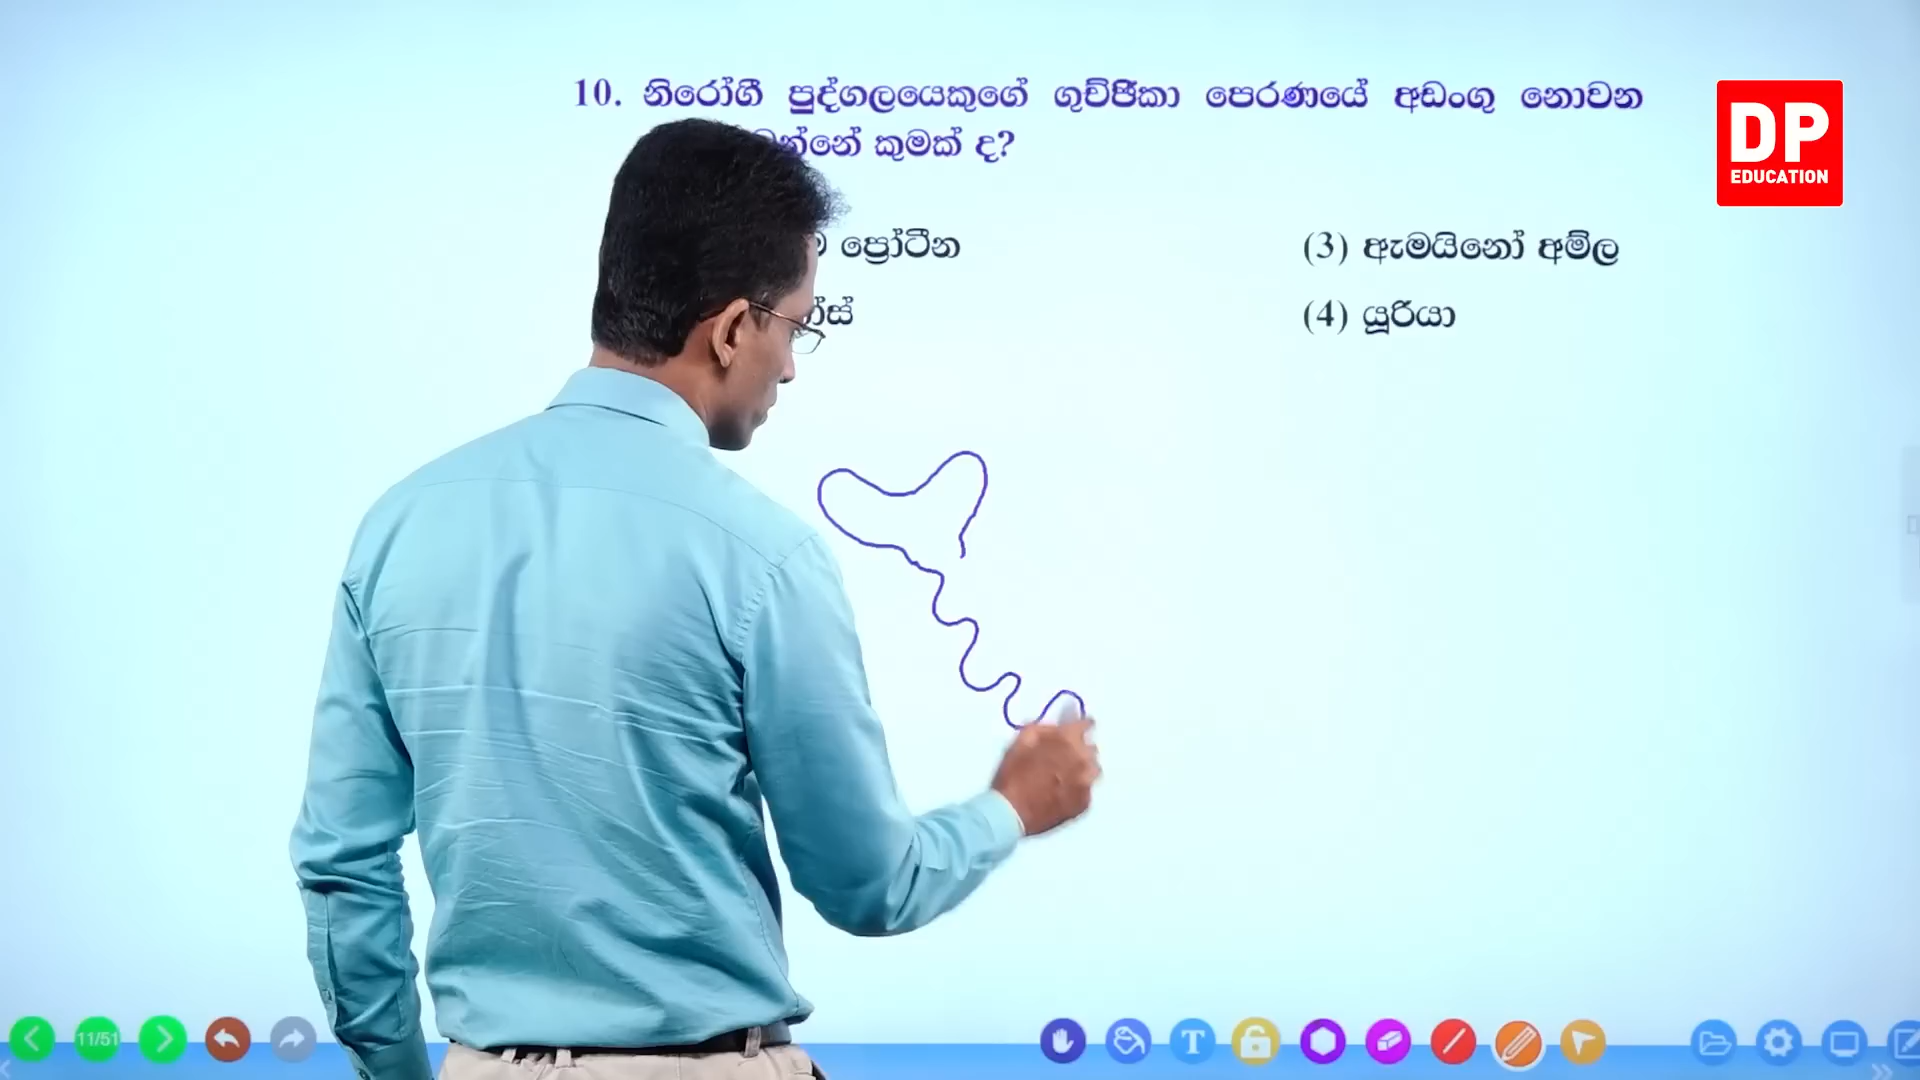 10. නිරෝගී පුද්ගලයෙකුගේ ගුච්ඡිකා පෙරණයේ අඩංගු නොවන
කුමක් ද?
ප්‍රෝටීන
(3) ඇමයිනෝ අම්ල
(4) යූරියා
DP
EDUCATION
11/51
T